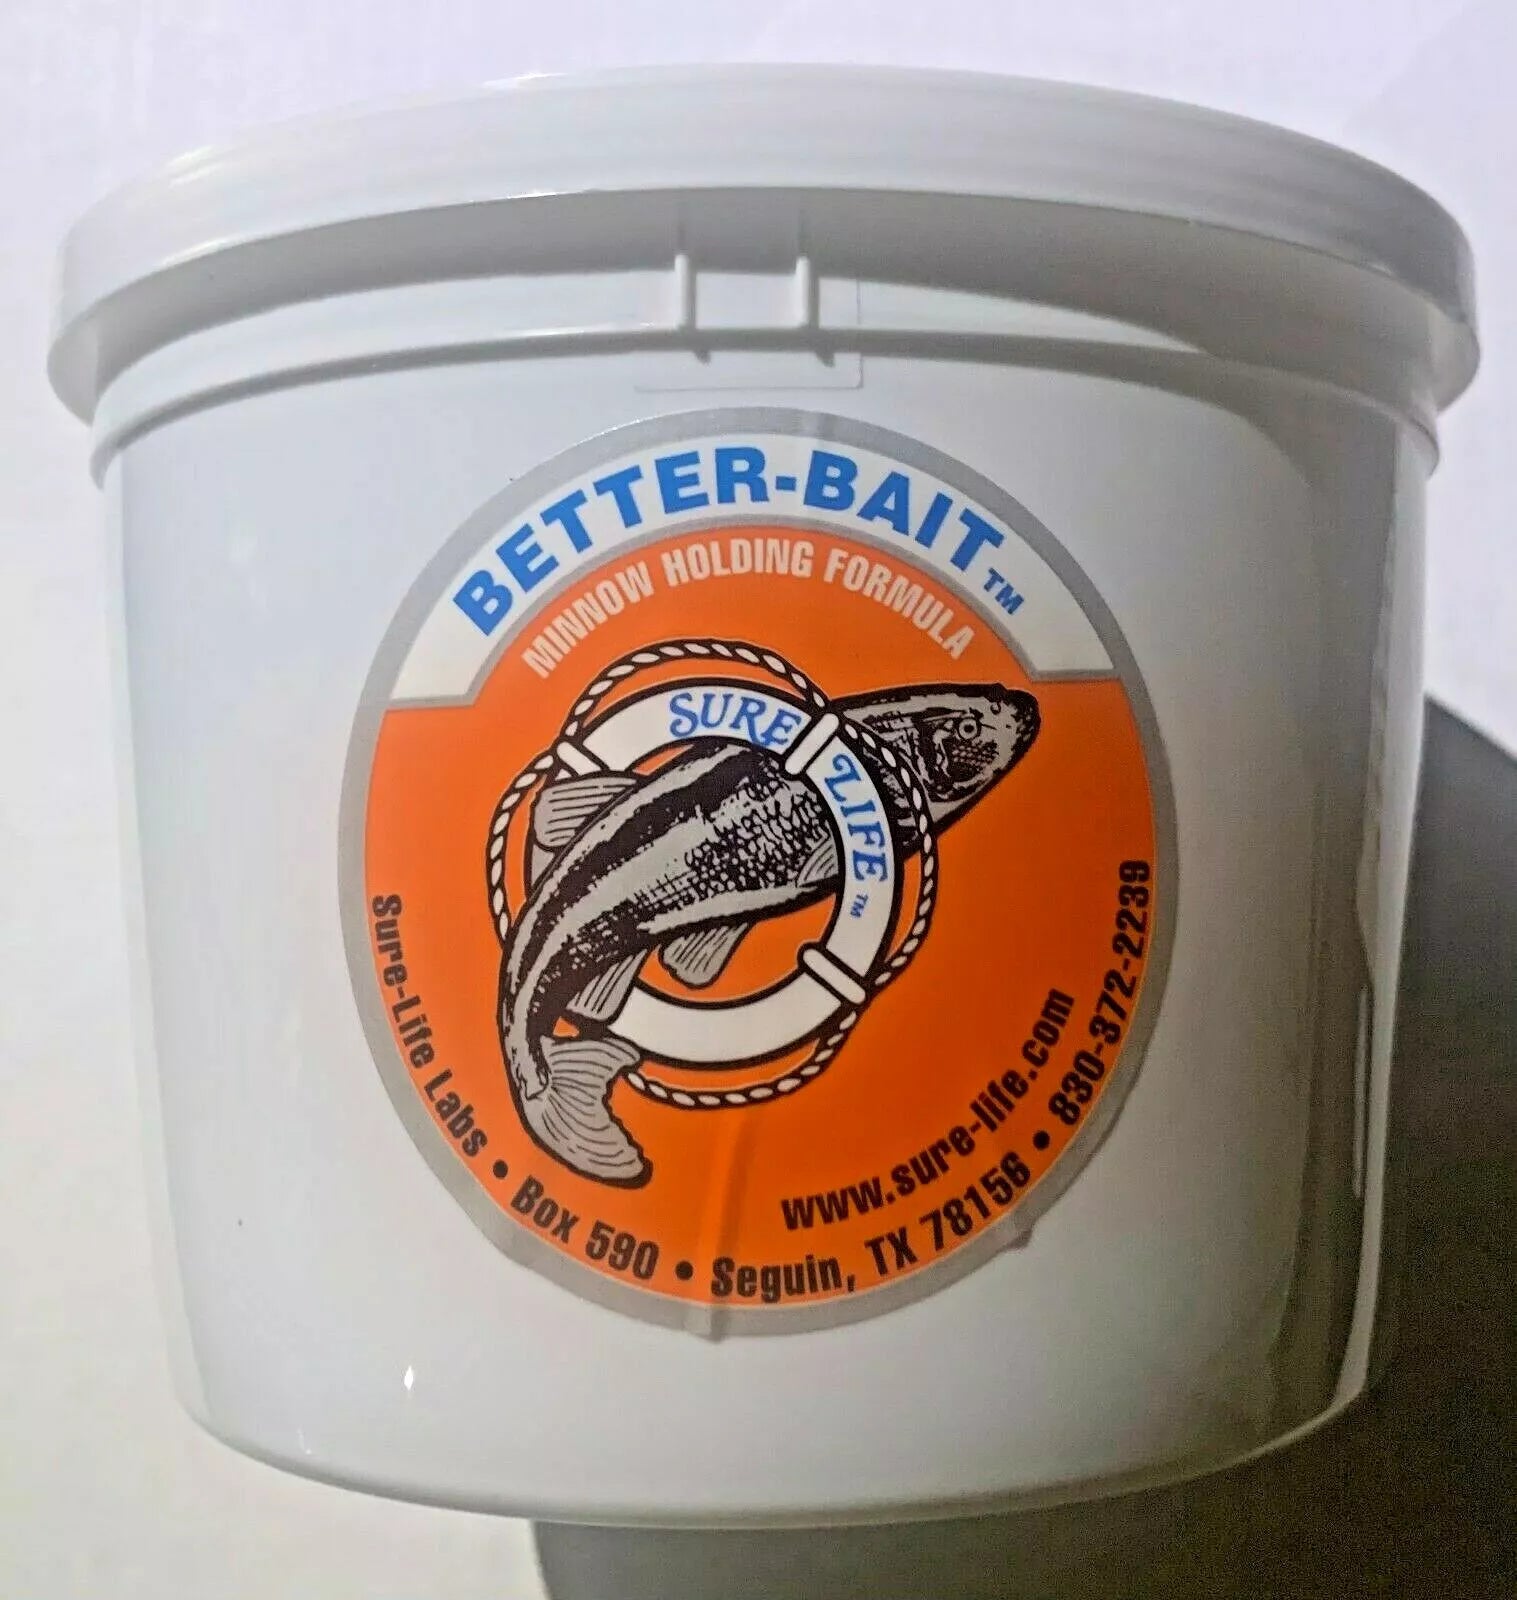 BETTER-BAIT™
MINNOW HOLDING FORMULA
SURE LIFE™
www.sure-life.com
Sure-Life Labs • Box 590 • Seguin, TX 78156 • 830-372-2239